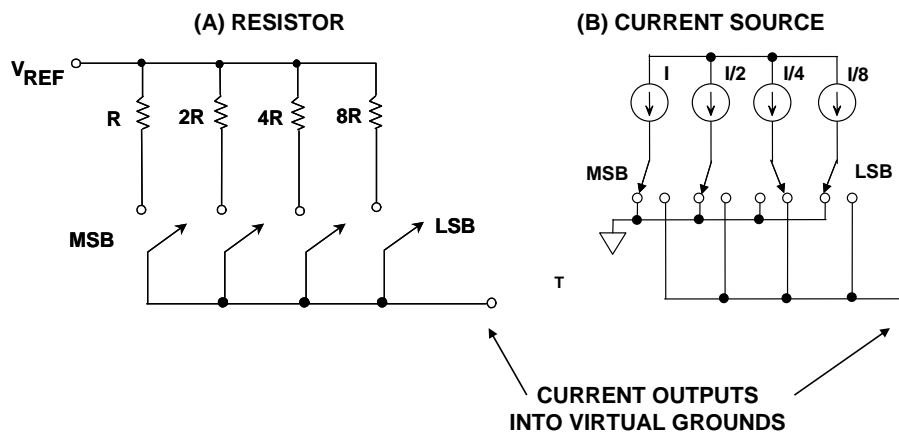 (A) RESISTOR
(B) CURRENT SOURCE
VREF
R
2R
4R
8R
MSB
LSB
I
I/2
I/4
I/8
MSB
LSB
T
CURRENT OUTPUTS
INTO VIRTUAL GROUNDS